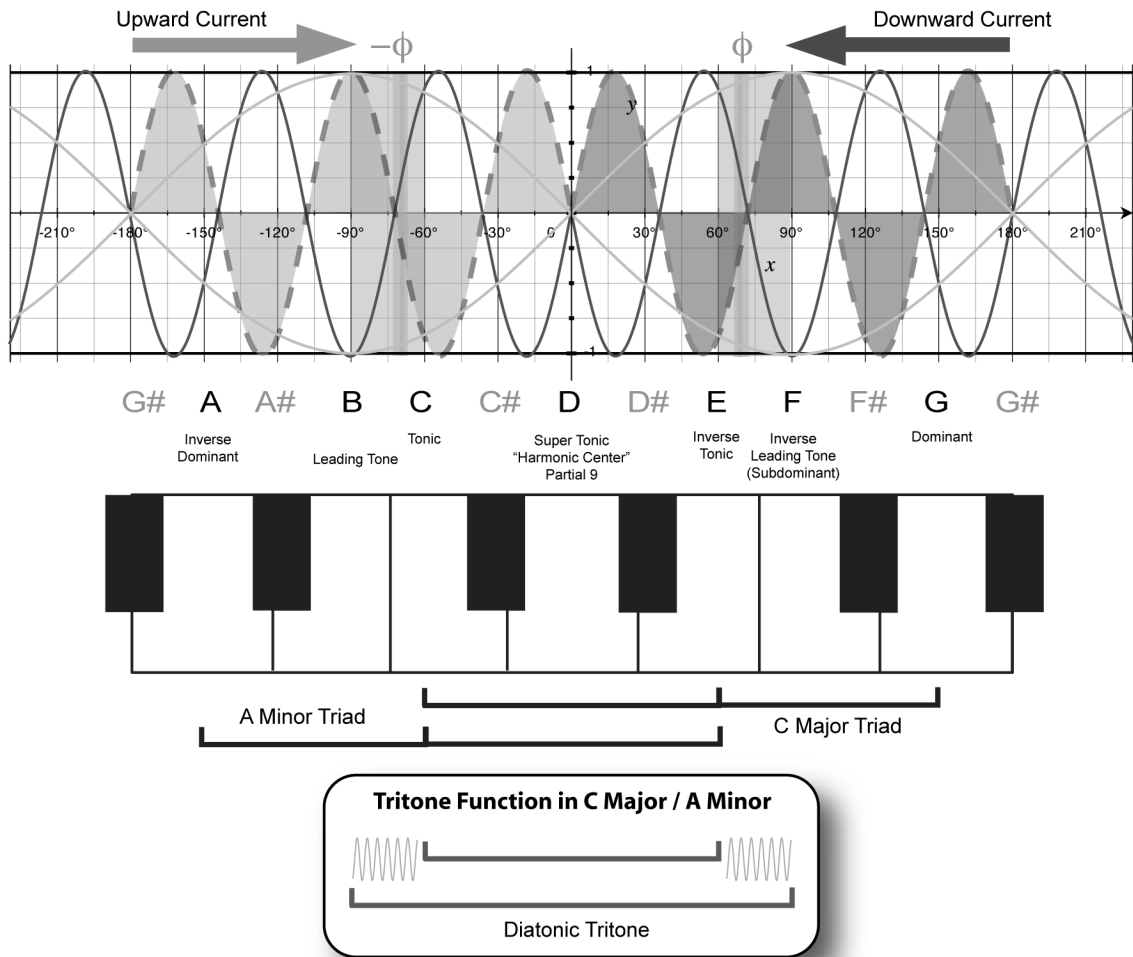 Upward Current
Downward Current
−ϕ
ϕ
1
y
-210° -180° -150° -120° -90° -60° -30° 0 30° 60° 90° 120° 150° 180° 210°
x
-1
G# A A# B C C# D D# E F F# G G#
Inverse
Dominant
Leading Tone
Tonic
Super Tonic
“Harmonic Center”
Partial 9
Inverse
Tonic
Inverse
Leading Tone
(Subdominant)
Dominant
A Minor Triad
C Major Triad
Tritone Function in C Major / A Minor
Diatonic Tritone